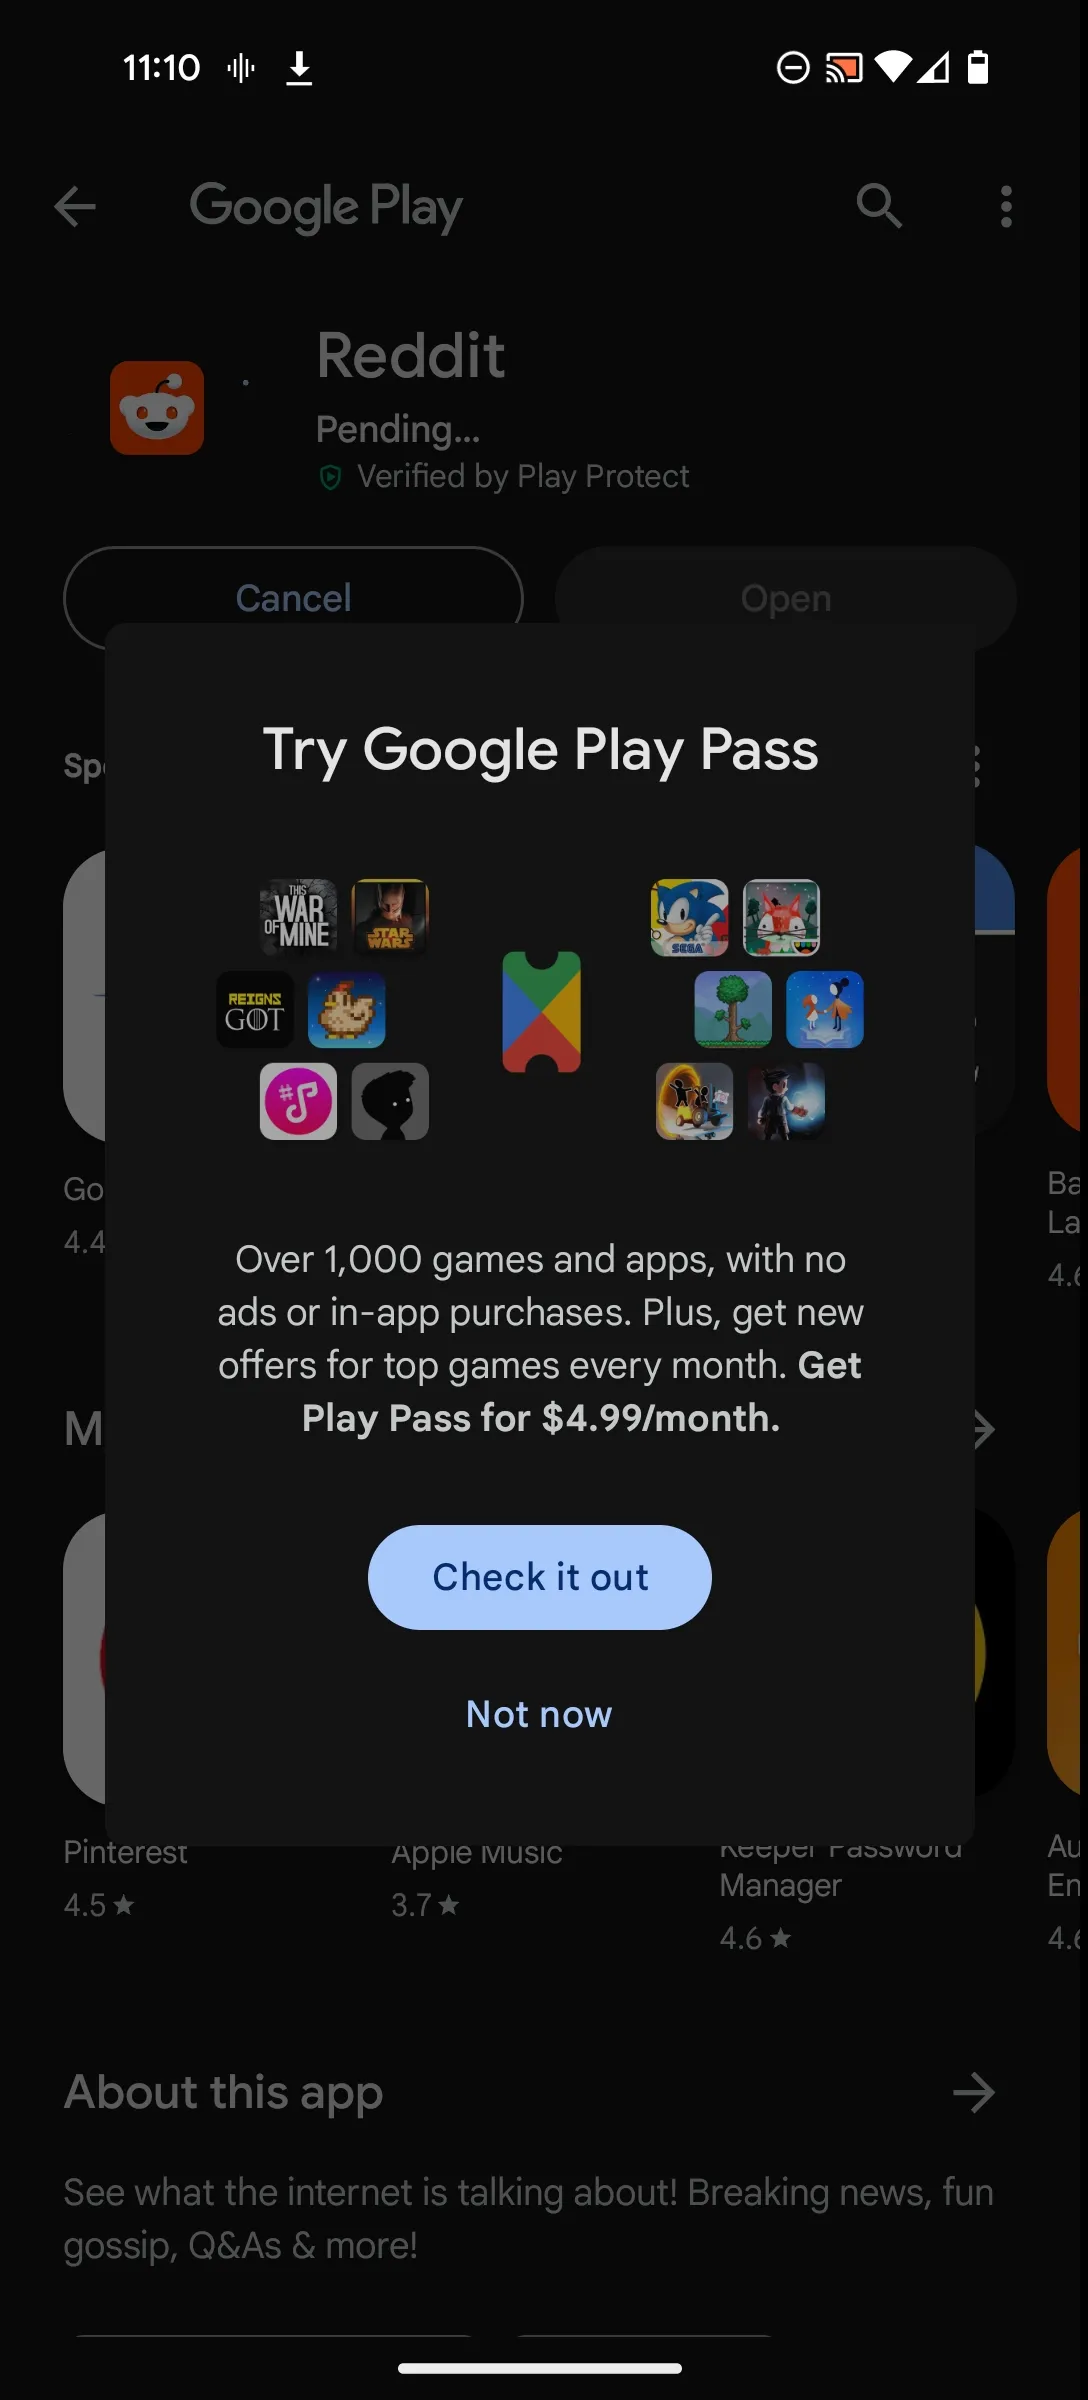 11:10
Google Play
Reddit
Pending...
Verified by Play Protect
Cancel
Open
Try Google Play Pass
THIS
WAR
OF MINE
STAR
WARS
SEGA
REIGNS
GOT
Over 1,000 games and apps, with no
ads or in-app purchases. Plus, get new
offers for top games every month. Get
Play Pass for $4.99/month.
Check it out
Not now
Go
4.4
Ba
La
M
Pinterest
4.5 ★
Apple Music
3.7 ★
Keeper Password
Manager
4.6 ★
Au
En
About this app
See what the internet is talking about! Breaking news, fun
gossip, Q&As & more!